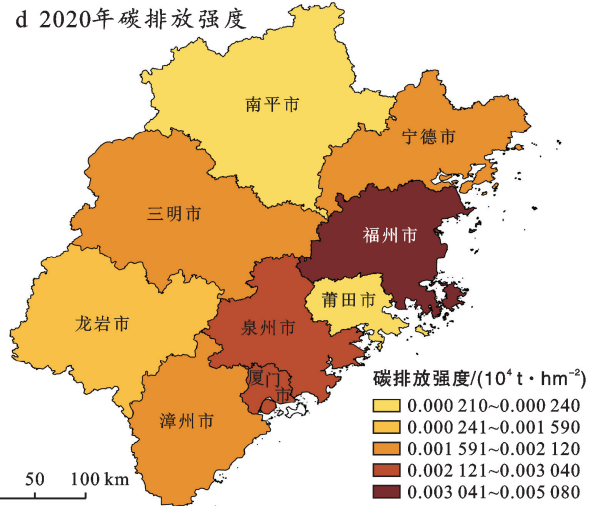 d 2020年碳排放强度
南平市
宁德市
三明市
福州市
莆田市
龙岩市
泉州市
厦门市
漳州市
碳排放强度/(10⁴ t·hm⁻²)
0.000 210~0.000 240
0.000 241~0.001 590
0.001 591~0.002 120
0.002 121~0.003 040
0.003 041~0.005 080
50 100 km